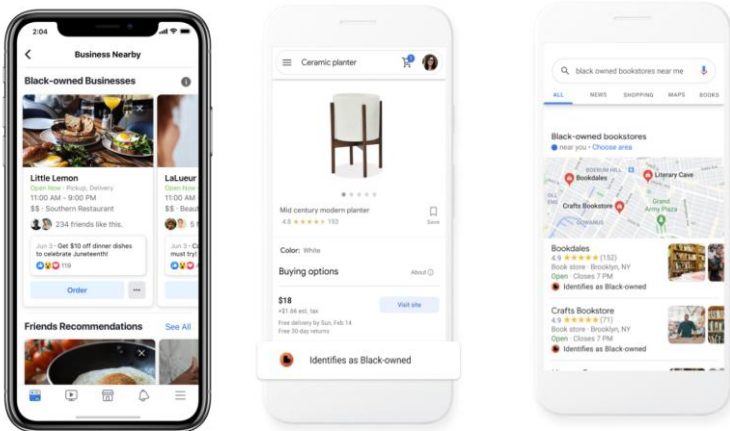 2:04
Business Nearby
Black-owned Businesses
Little Lemon
Open Now · Pickup, Delivery
11:00 AM - 9:00 PM
$$ · Southern Restaurant
234 friends like this.
Jun 3 · Get $10 off dinner dishes
to celebrate Juneteenth!
119
Order
LaLueur
Open Now
11:00 AM
$$ · Beau
5 f
Jun 3 · C
must try!
Friends Recommendations See All
Ceramic planter
Mid century modern planter
4.8 ★★★★★ 193
Save
Color: White
Buying options About
$18
+$1.66 est. tax
Visit site
Free delivery by Sun, Feb 14
Free 30 day returns
Identifies as Black-owned
black owned bookstores near me
ALL NEWS SHOPPING MAPS BOOKS
Black-owned bookstores
near you · Choose area
BOERUM HILL
Bookdales
Literary Cave
Crafts Bookstore
Grand
Army Plaza
GOWANUS
Bookdales
4.9 ★★★★★ (152)
Book store · Brooklyn, NY
Open · Closes 7 PM
Identifies as Black-owned
Crafts Bookstore
4.9 ★★★★★ (71)
Book store · Brooklyn, NY
Open · Closes 7 PM
Identifies as Black-owned